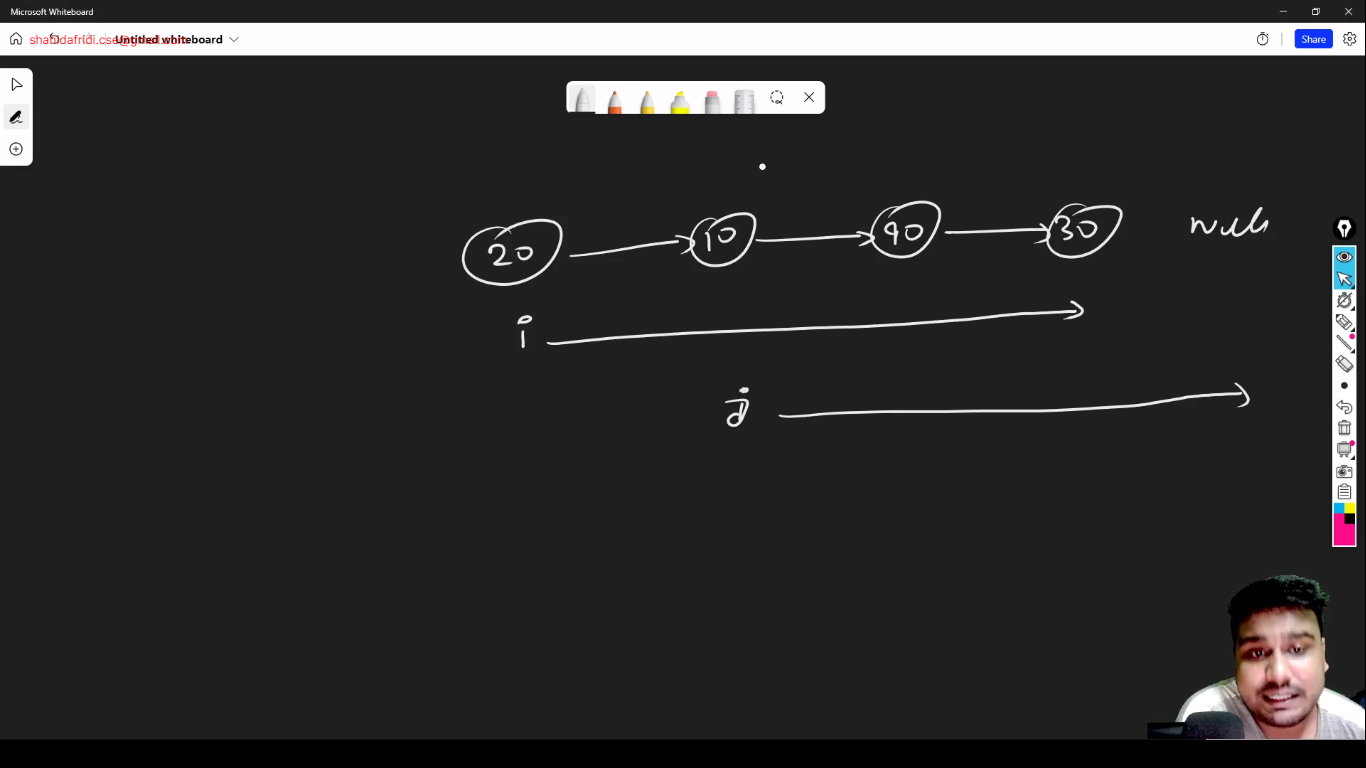 Microsoft Whiteboard
Untitled whiteboard
Share
20 10 90 30 null
i
j